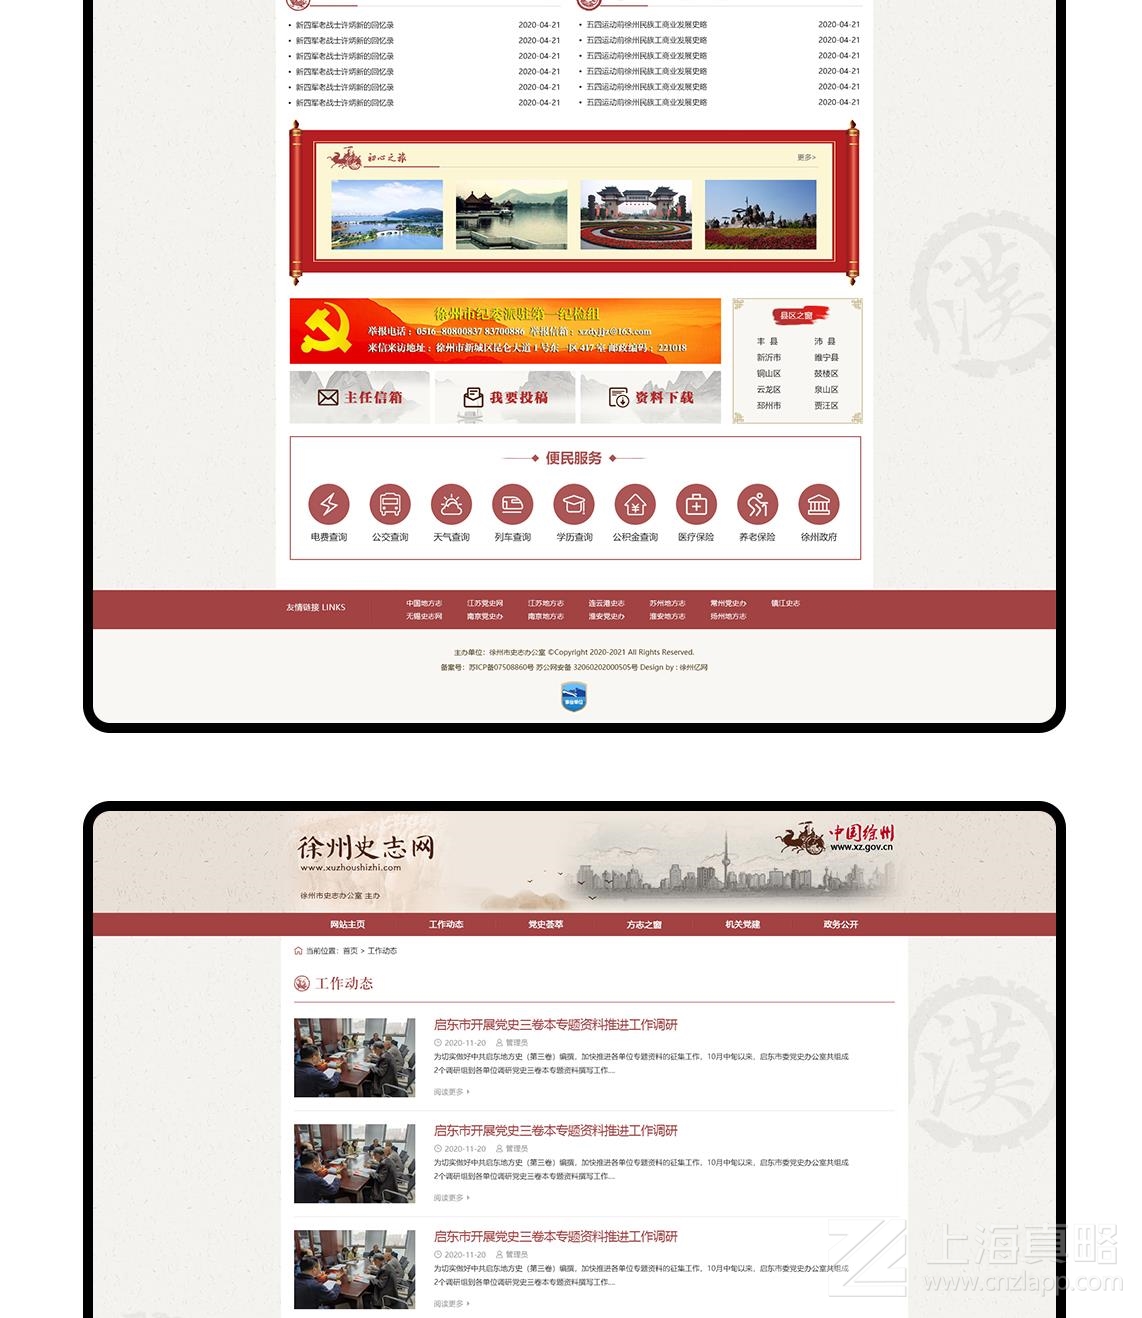 • 新四军老战士许炳新的回忆录 2020-04-21 • 五四运动前徐州民族工商业发展史略 2020-04-21
• 新四军老战士许炳新的回忆录 2020-04-21 • 五四运动前徐州民族工商业发展史略 2020-04-21
• 新四军老战士许炳新的回忆录 2020-04-21 • 五四运动前徐州民族工商业发展史略 2020-04-21
• 新四军老战士许炳新的回忆录 2020-04-21 • 五四运动前徐州民族工商业发展史略 2020-04-21
• 新四军老战士许炳新的回忆录 2020-04-21 • 五四运动前徐州民族工商业发展史略 2020-04-21
• 新四军老战士许炳新的回忆录 2020-04-21 • 五四运动前徐州民族工商业发展史略 2020-04-21
初心之旅 更多>
漢
徐州市纪委派驻第一纪检组
举报电话：0516-80800837 83700886 举报信箱：xzdyjjz@163.com
来信来访地址：徐州市新城区昆仑大道1号东一区417室 邮政编码：221018
主任信箱 我要投稿 资料下载
县区之窗
丰 县 沛 县
新沂市 睢宁县
铜山区 鼓楼区
云龙区 泉山区
邳州市 贾汪区
便民服务
电费查询 公交查询 天气查询 列车查询 学历查询 公积金查询 医疗保险 养老保险 徐州政府
友情链接 LINKS
中国地方志 江苏党史网 江苏地方志 连云港史志 苏州地方志 常州党史办 镇江史志
无锡史志网 南京党史办 南京地方志 淮安党史办 淮安地方志 扬州地方志
主办单位：徐州市史志办公室 ©Copyright 2020-2021 All Rights Reserved.
备案号：苏ICP备07508860号 苏公网安备 32060202000505号 Design by : 徐州亿网
事业单位
徐州史志网
www.xuzhoushizhi.com
徐州市史志办公室 主办
中国徐州
www.xz.gov.cn
网站主页 工作动态 党史荟萃 方志之窗 机关党建 政务公开
当前位置：首页 > 工作动态
工作动态
漢
启东市开展党史三卷本专题资料推进工作调研
2020-11-20 管理员
为切实做好中共启东地方史（第三卷）编撰，加快推进各单位专题资料的征集工作，10月中旬以来，启东市委党史办公室共组成
2个调研组到各单位调研党史三卷本专题资料撰写工作....
阅读更多
启东市开展党史三卷本专题资料推进工作调研
2020-11-20 管理员
为切实做好中共启东地方史（第三卷）编撰，加快推进各单位专题资料的征集工作，10月中旬以来，启东市委党史办公室共组成
2个调研组到各单位调研党史三卷本专题资料撰写工作....
阅读更多
启东市开展党史三卷本专题资料推进工作调研
2020-11-20 管理员
为切实做好中共启东地方史（第三卷）编撰，加快推进各单位专题资料的征集工作，10月中旬以来，启东市委党史办公室共组成
2个调研组到各单位调研党史三卷本专题资料撰写工作....
阅读更多
上海真略
www.cnzlapp.com